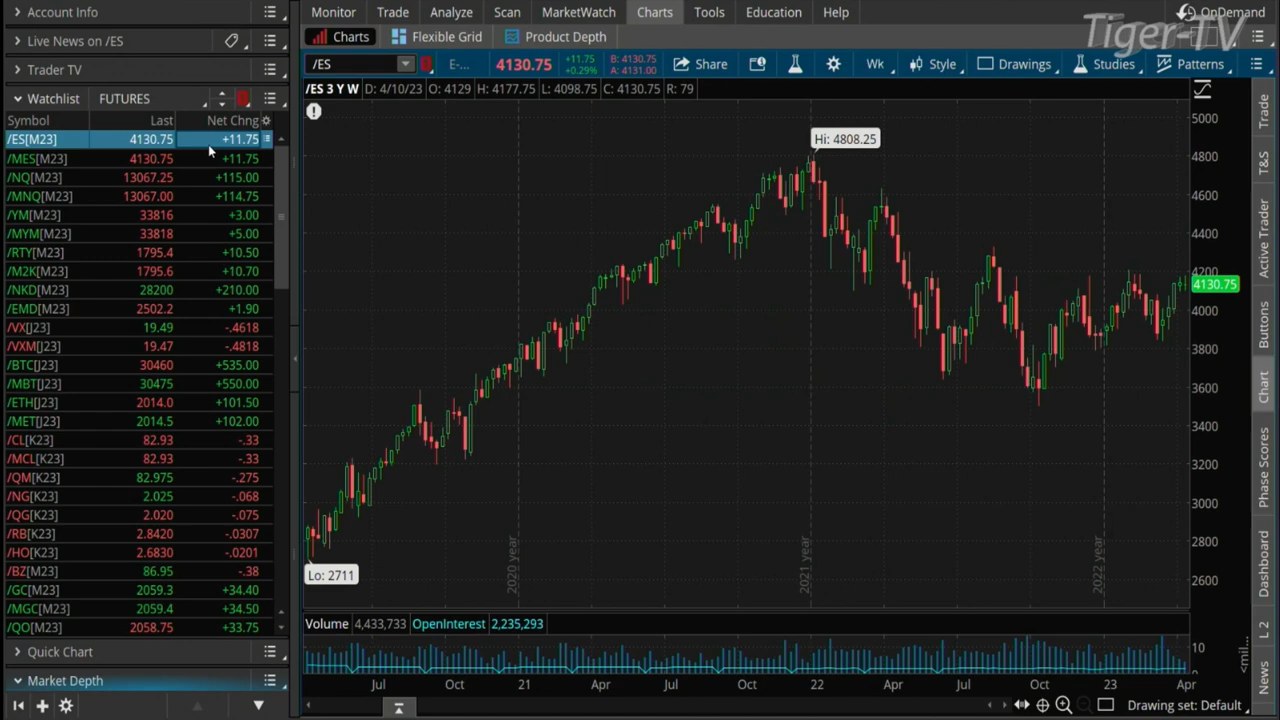 Account Info
Monitor Trade Analyze Scan MarketWatch Charts Tools Education Help
OnDemand
Tiger-TV
Live News on /ES
Charts Flexible Grid Product Depth
Trader TV
/ES E-... 4130.75 +11.75 +0.29% B: 4130.75 A: 4131.00 Share Wk Style Drawings Studies Patterns
Watchlist FUTURES
/ES 3 Y W D: 4/10/23 O: 4129 H: 4177.75 L: 4098.75 C: 4130.75 R: 79
Symbol Last Net Chng
/ES[M23] 4130.75 +11.75
/MES[M23] 4130.75 +11.75
/NQ[M23] 13067.25 +115.00
/MNQ[M23] 13067.00 +114.75
/YM[M23] 33816 +3.00
/MYM[M23] 33818 +5.00
/RTY[M23] 1795.4 +10.50
/M2K[M23] 1795.6 +10.70
/NKD[M23] 28200 +210.00
/EMD[M23] 2502.2 +1.90
/VX[J23] 19.49 -.4618
/VXM[J23] 19.47 -.4818
/BTC[J23] 30460 +535.00
/MBT[J23] 30475 +550.00
/ETH[J23] 2014.0 +101.50
/MET[J23] 2014.5 +102.00
/CL[K23] 82.93 -.33
/MCL[K23] 82.93 -.33
/QM[K23] 82.975 -.275
/NG[K23] 2.025 -.068
/QG[K23] 2.020 -.075
/RB[K23] 2.8420 -.0307
/HO[K23] 2.6830 -.0201
/BZ[M23] 86.95 -.38
/GC[M23] 2059.3 +34.40
/MGC[M23] 2059.4 +34.50
/QO[M23] 2058.75 +33.75
Quick Chart
Market Depth
Hi: 4808.25
Lo: 2711
2020 year
2021 year
2022 year
5000
4800
4600
4400
4200
4130.75
4000
3800
3600
3400
3200
3000
2800
2600
Volume 4,433,733 OpenInterest 2,235,293
10
0
<mil...
Jul Oct 21 Apr Jul Oct 22 Apr Jul Oct 23 Apr
Drawing set: Default
Trade
T&S
Active Trader
Buttons
Chart
Phase Scores
Dashboard
L 2
News